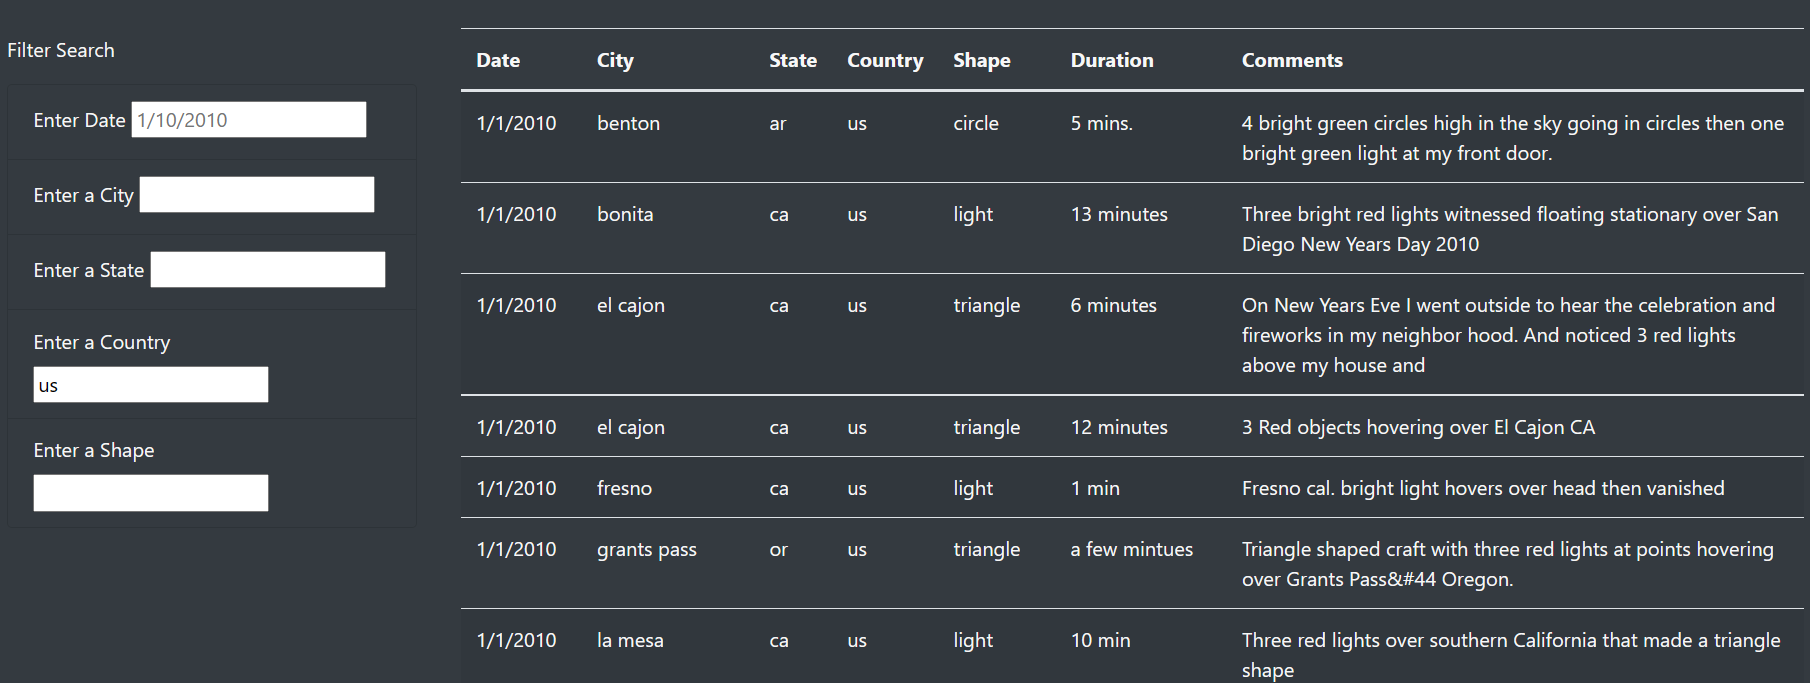 Filter Search
Enter Date 1/10/2010
Enter a City
Enter a State
Enter a Country
us
Enter a Shape
Date City State Country Shape Duration Comments
1/1/2010 benton ar us circle 5 mins. 4 bright green circles high in the sky going in circles then one
bright green light at my front door.
1/1/2010 bonita ca us light 13 minutes Three bright red lights witnessed floating stationary over San
Diego New Years Day 2010
1/1/2010 el cajon ca us triangle 6 minutes On New Years Eve I went outside to hear the celebration and
fireworks in my neighbor hood. And noticed 3 red lights
above my house and
1/1/2010 el cajon ca us triangle 12 minutes 3 Red objects hovering over El Cajon CA
1/1/2010 fresno ca us light 1 min Fresno cal. bright light hovers over head then vanished
1/1/2010 grants pass or us triangle a few mintues Triangle shaped craft with three red lights at points hovering
over Grants Pass&#44 Oregon.
1/1/2010 la mesa ca us light 10 min Three red lights over southern California that made a triangle
shape